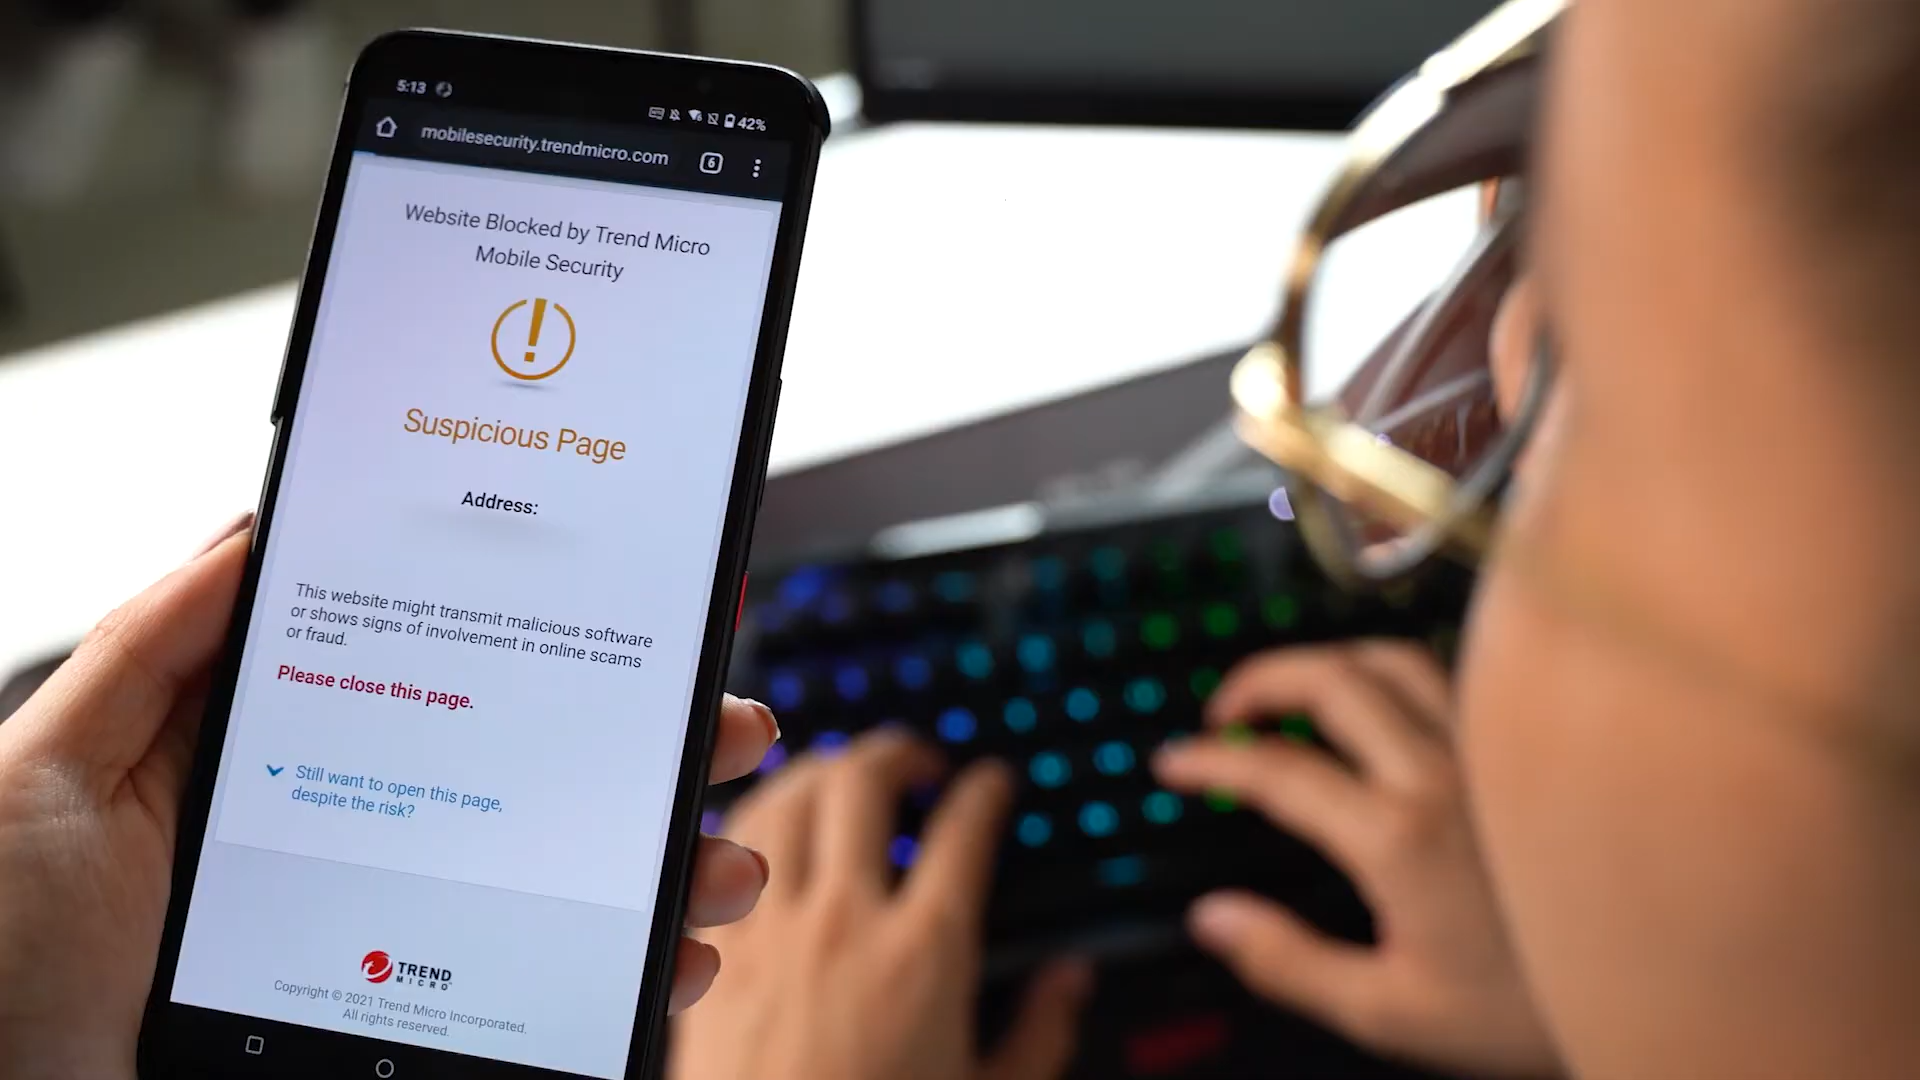 5:13
42%
mobilesecurity.trendmicro.com
6
Website Blocked by Trend Micro
Mobile Security
!
Suspicious Page
Address:
This website might transmit malicious software
or shows signs of involvement in online scams
or fraud.
Please close this page.
Still want to open this page,
despite the risk?
TREND
MICRO™
Copyright © 2021 Trend Micro Incorporated.
All rights reserved.